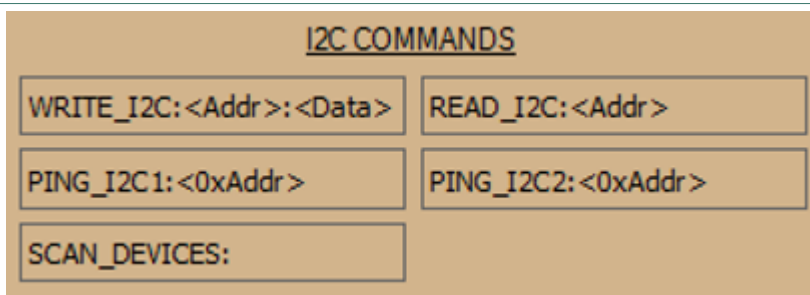 I2C COMMANDS
WRITE_I2C:<Addr>:<Data>
READ_I2C:<Addr>
PING_I2C1:<0xAddr>
PING_I2C2:<0xAddr>
SCAN_DEVICES: